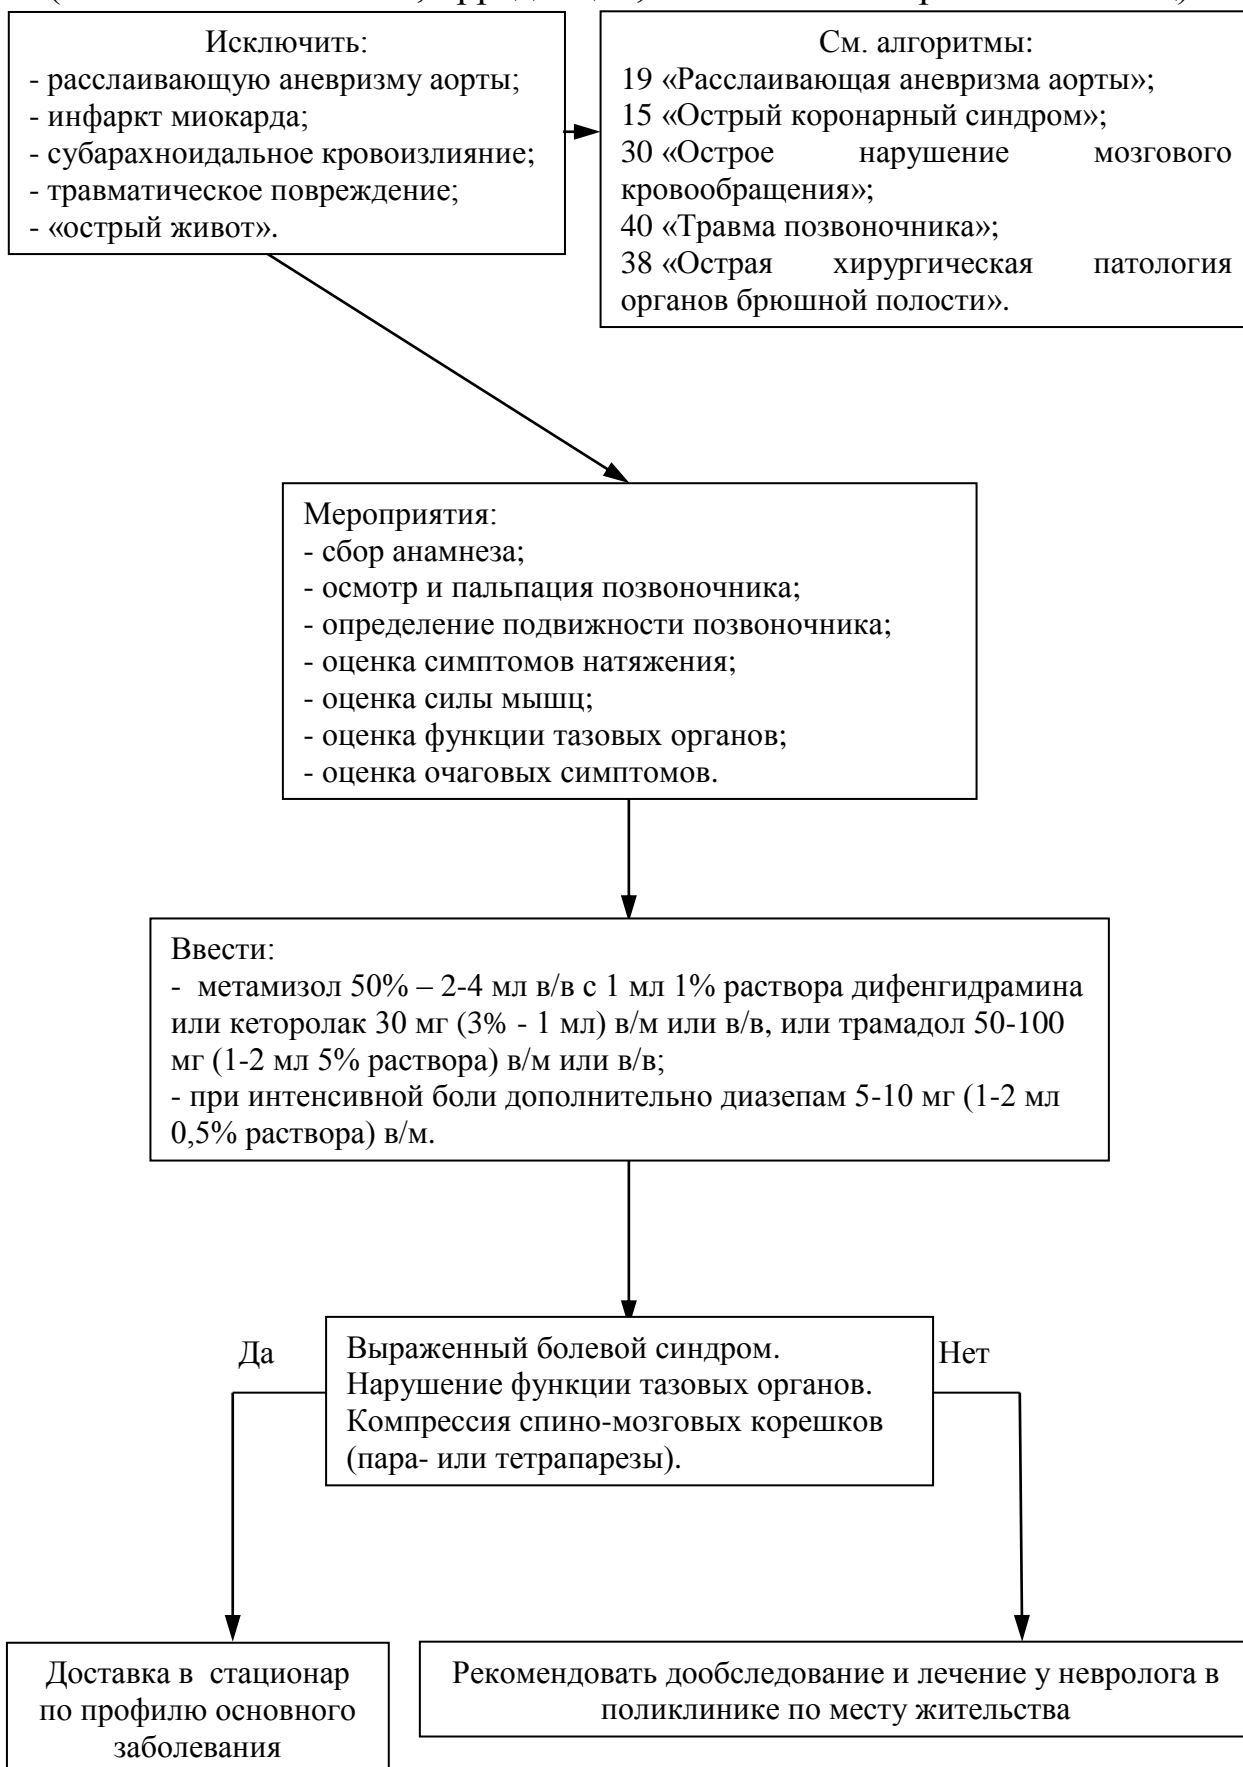 Исключить:
- расслаивающую аневризму аорты;
- инфаркт миокарда;
- субарахноидальное кровоизлияние;
- травматическое повреждение;
- «острый живот».
См. алгоритмы:
19 «Расслаивающая аневризма аорты»;
15 «Острый коронарный синдром»;
30 «Острое нарушение мозгового
кровообращения»;
40 «Травма позвоночника»;
38 «Острая хирургическая патология
органов брюшной полости».
Мероприятия:
- сбор анамнеза;
- осмотр и пальпация позвоночника;
- определение подвижности позвоночника;
- оценка симптомов натяжения;
- оценка силы мышц;
- оценка функции тазовых органов;
- оценка очаговых симптомов.
Ввести:
- метамизол 50% – 2-4 мл в/в с 1 мл 1% раствора дифенгидрамина
или кеторолак 30 мг (3% - 1 мл) в/м или в/в, или трамадол 50-100
мг (1-2 мл 5% раствора) в/м или в/в;
- при интенсивной боли дополнительно диазепам 5-10 мг (1-2 мл
0,5% раствора) в/м.
Да
Выраженный болевой синдром.
Нарушение функции тазовых органов.
Компрессия спино-мозговых корешков
(пара- или тетрапарезы).
Нет
Доставка в стационар
по профилю основного
заболевания
Рекомендовать дообследование и лечение у невролога в
поликлинике по месту жительства